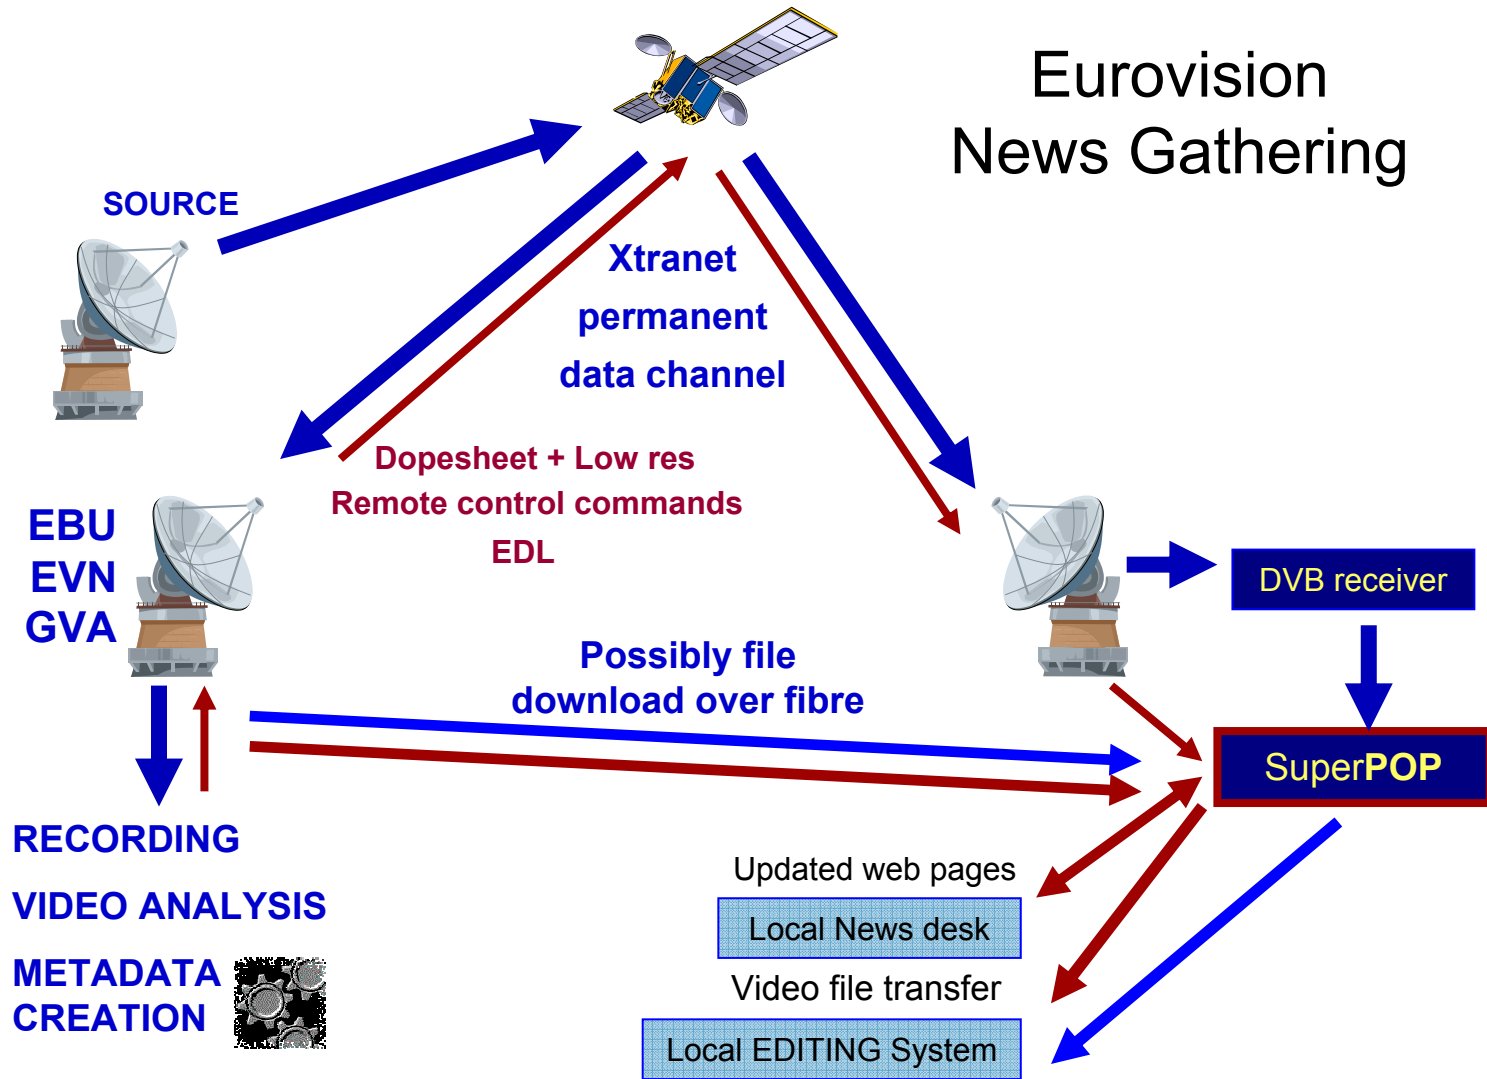 Eurovision
News Gathering
SOURCE
Xtranet
permanent
data channel
Dopesheet + Low res
Remote control commands
EDL
EBU
EVN
GVA
DVB receiver
Possibly file
download over fibre
SuperPOP
RECORDING
VIDEO ANALYSIS
METADATA
CREATION
Updated web pages
Local News desk
Video file transfer
Local EDITING System